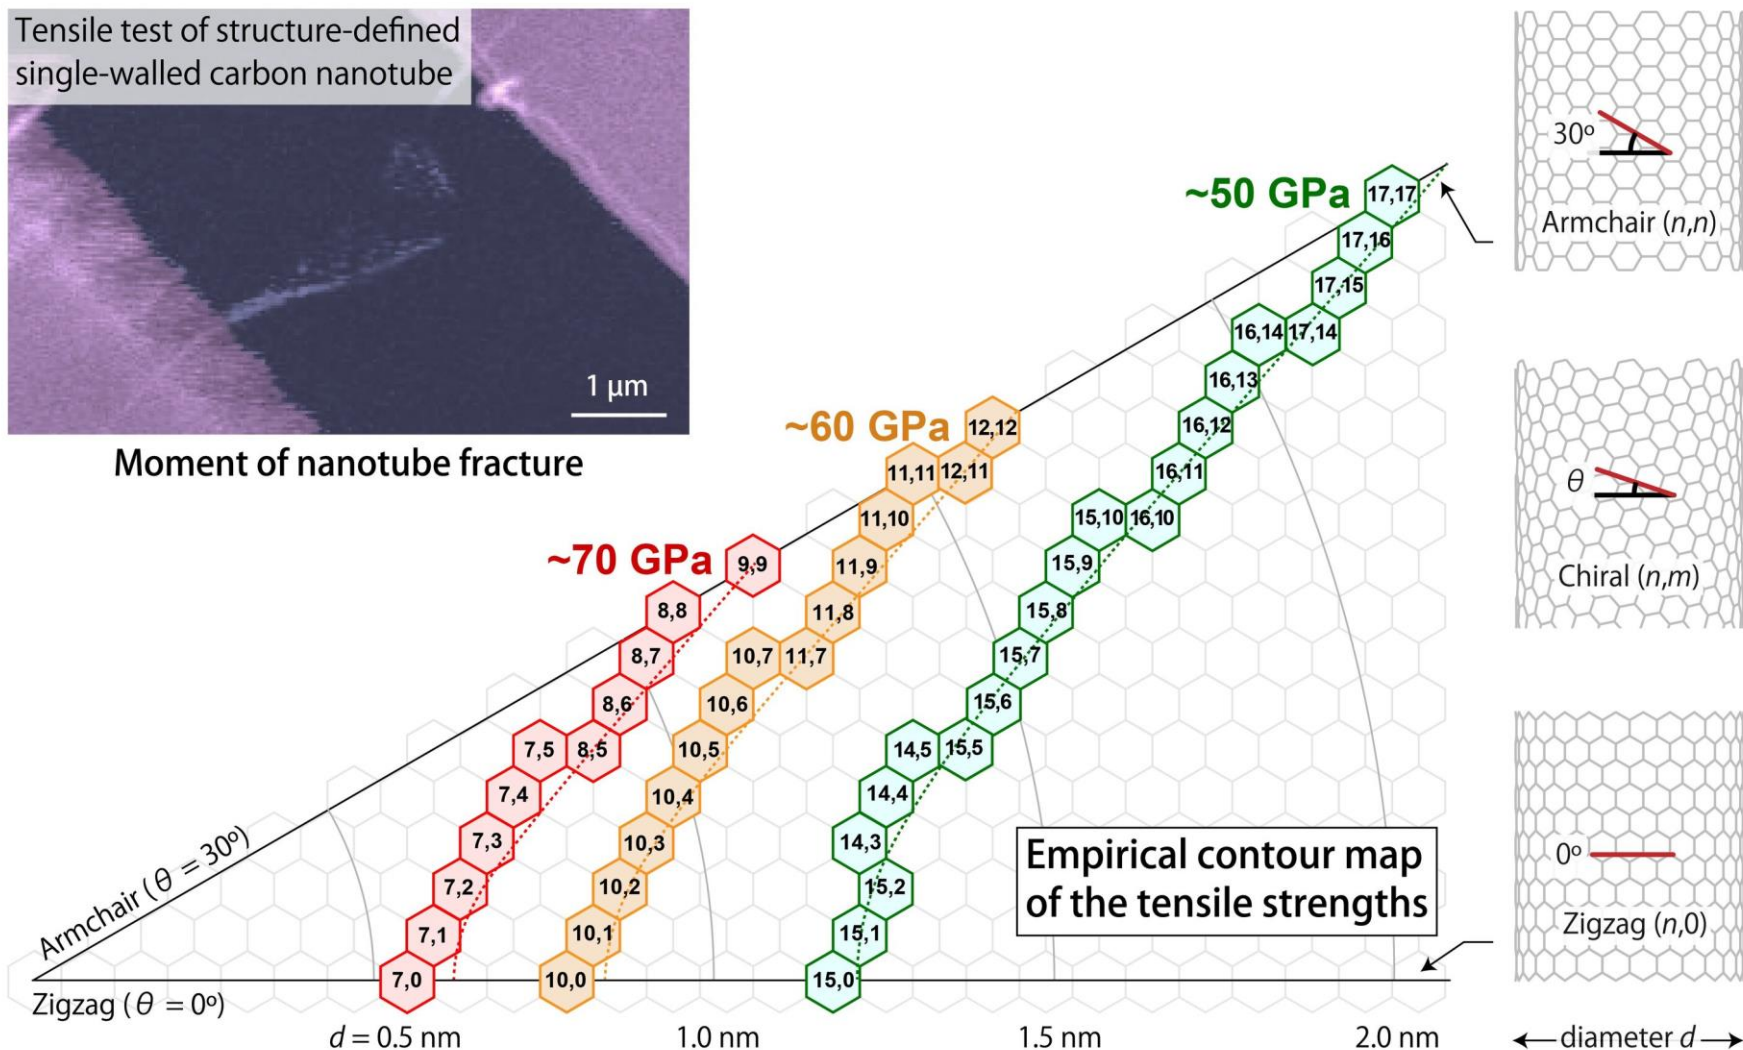 Tensile test of structure-defined
single-walled carbon nanotube
1 μm
Moment of nanotube fracture
~50 GPa
17,17
17,16
17,15
16,14 17,14
16,13
16,12
16,11
15,10 16,10
15,9
15,8
15,7
15,6
14,5 15,5
14,4
14,3
15,2
15,1
15,0
~60 GPa
12,12
11,11 12,11
11,10
11,9
11,8
10,7 11,7
10,6
10,5
10,4
10,3
10,2
10,1
10,0
~70 GPa
9,9
8,8
8,7
8,6
7,5 8,5
7,4
7,3
7,2
7,1
7,0
Armchair (θ = 30º)
Zigzag (θ = 0º)
d = 0.5 nm
1.0 nm
1.5 nm
2.0 nm
Empirical contour map
of the tensile strengths
30º
Armchair (n,n)
θ
Chiral (n,m)
0º
Zigzag (n,0)
diameter d